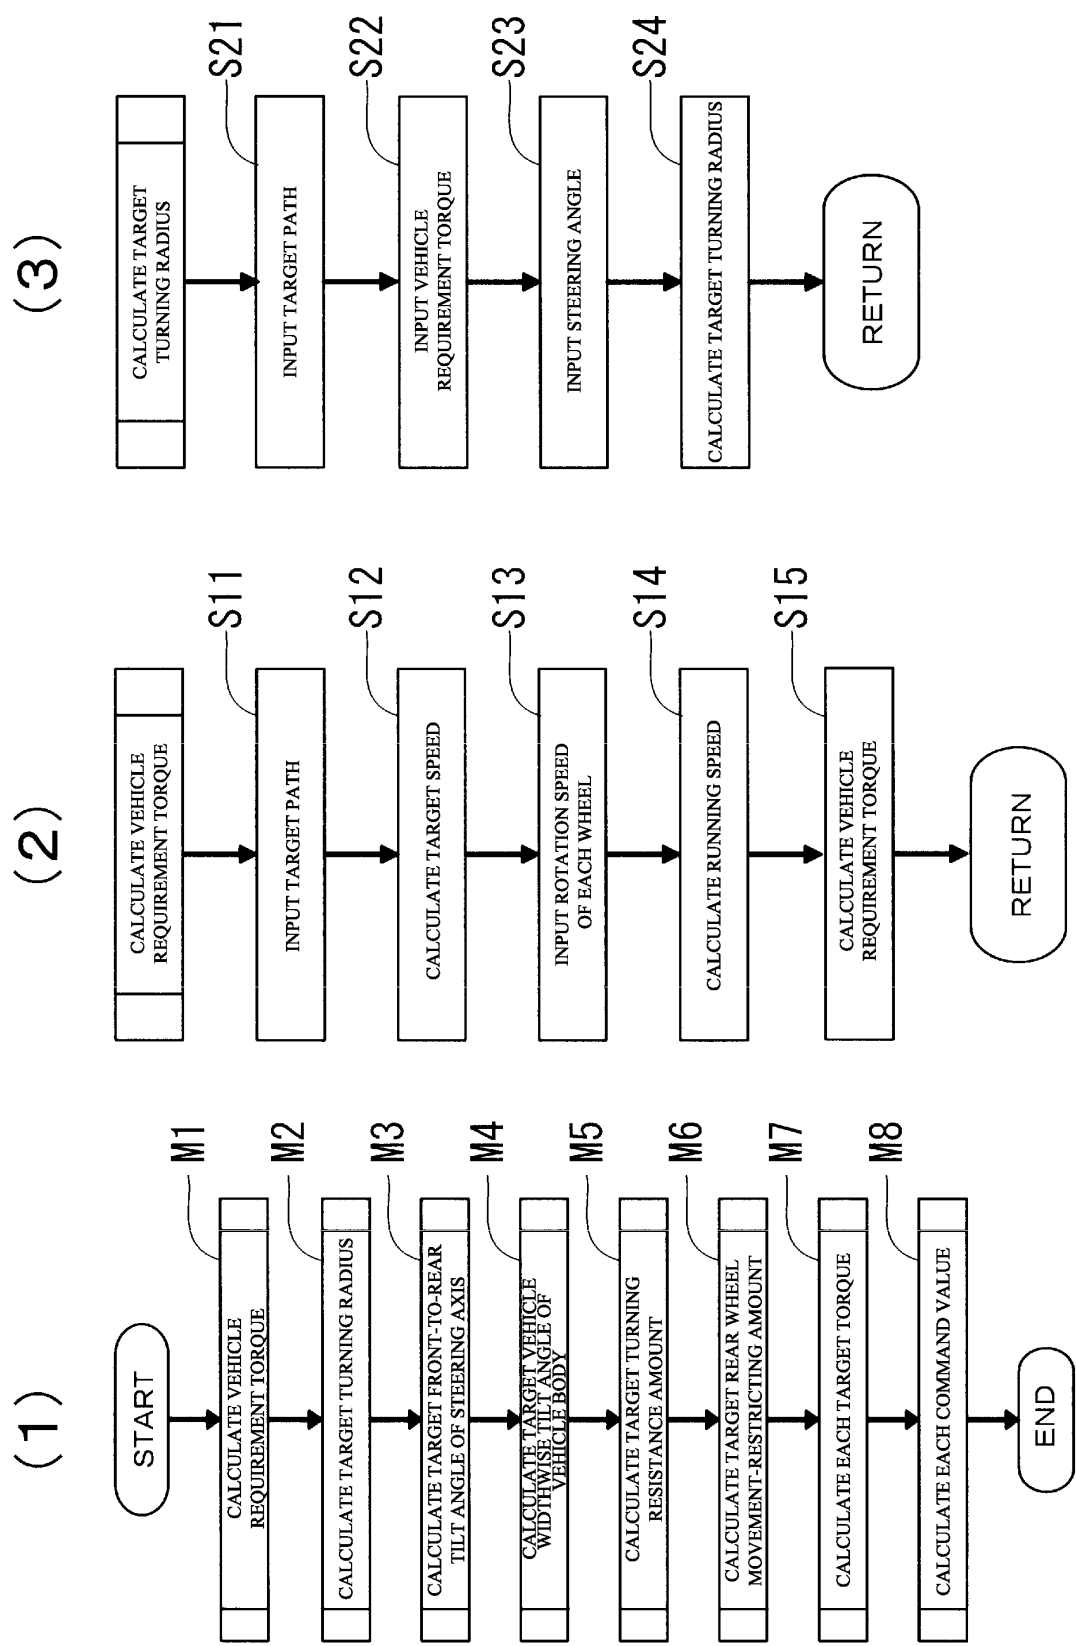 (1)
START
M1
CALCULATE VEHICLE
REQUIREMENT TORQUE
M2
CALCULATE TARGET TURNING RADIUS
M3
CALCULATE TARGET FRONT-TO-REAR
TILT ANGLE OF STEERING AXIS
M4
CALCULATE TARGET VEHICLE
WIDTHWISE TILT ANGLE OF
VEHICLE BODY
M5
CALCULATE TARGET TURNING
RESISTANCE AMOUNT
M6
CALCULATE TARGET REAR WHEEL
MOVEMENT-RESTRICTING AMOUNT
M7
CALCULATE EACH TARGET TORQUE
M8
CALCULATE EACH COMMAND VALUE
END
(2)
CALCULATE VEHICLE
REQUIREMENT TORQUE
S11
INPUT TARGET PATH
S12
CALCULATE TARGET SPEED
S13
INPUT ROTATION SPEED
OF EACH WHEEL
S14
CALCULATE RUNNING SPEED
S15
CALCULATE VEHICLE
REQUIREMENT TORQUE
RETURN
(3)
CALCULATE TARGET
TURNING RADIUS
S21
INPUT TARGET PATH
S22
INPUT VEHICLE
REQUIREMENT TORQUE
S23
INPUT STEERING ANGLE
S24
CALCULATE TARGET TURNING RADIUS
RETURN